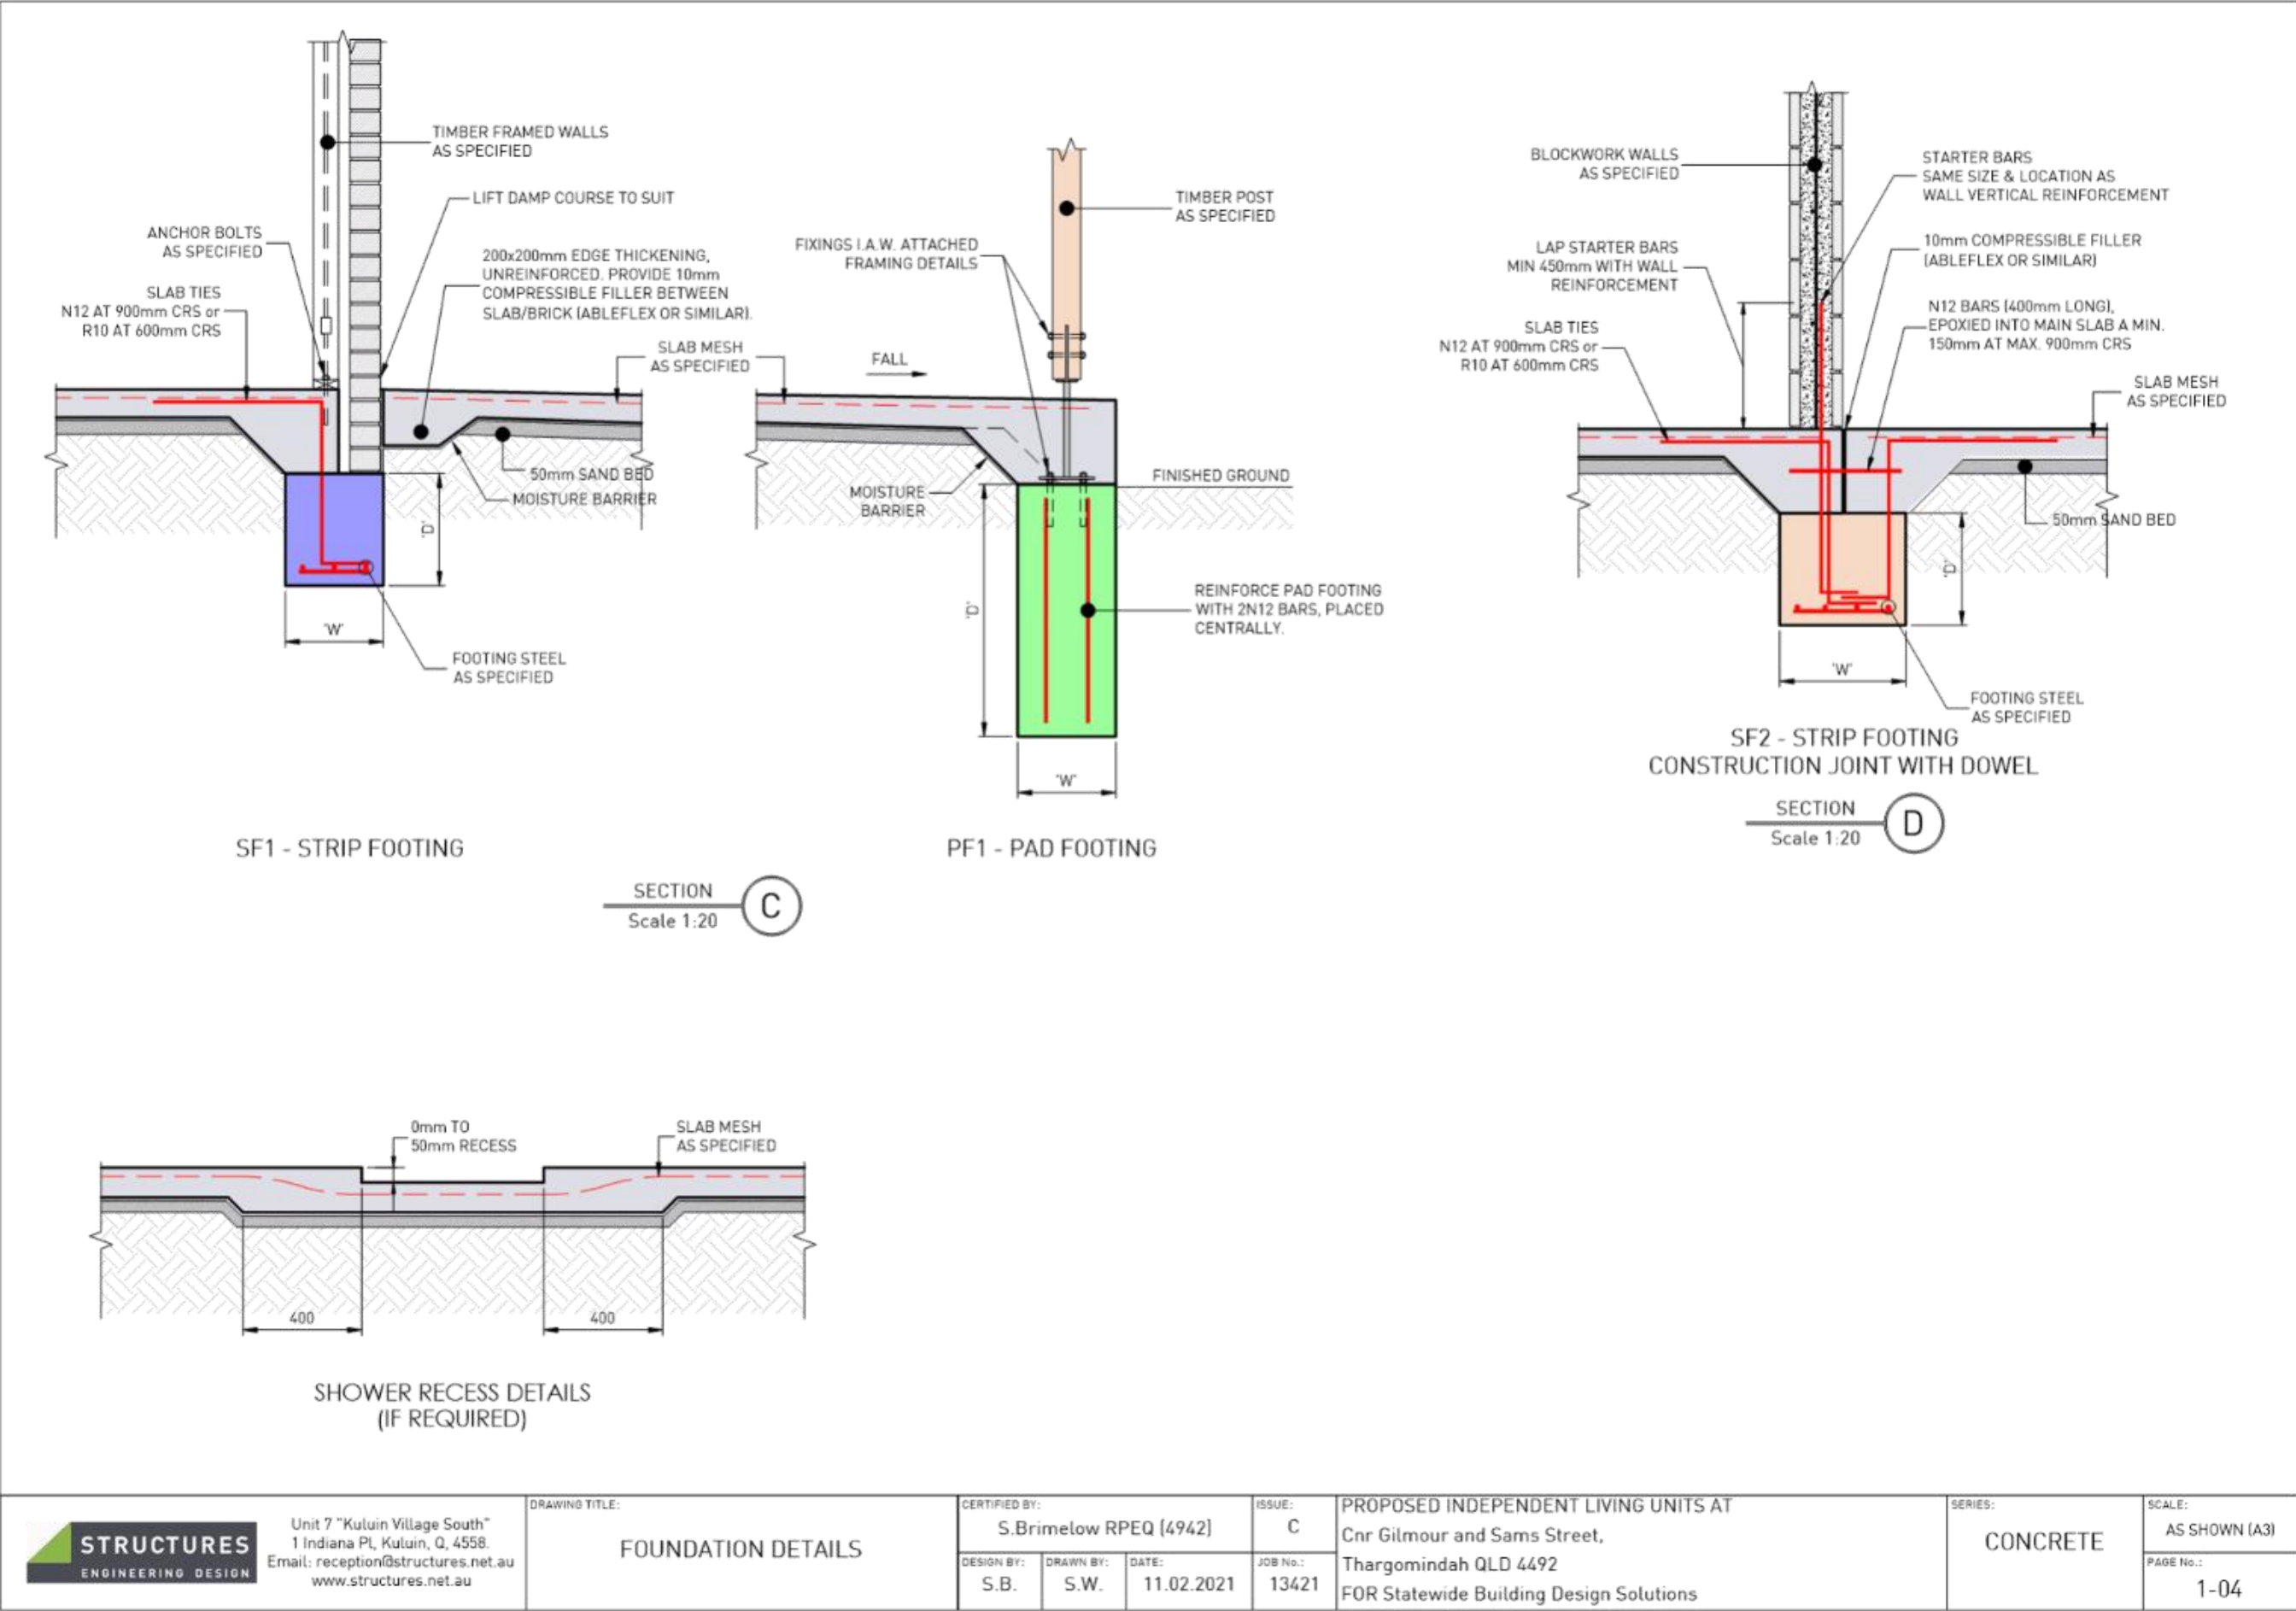 TIMBER FRAMED WALLS
AS SPECIFIED
LIFT DAMP COURSE TO SUIT
ANCHOR BOLTS
AS SPECIFIED
200x200mm EDGE THICKENING,
UNREINFORCED. PROVIDE 10mm
COMPRESSIBLE FILLER BETWEEN
SLAB/BRICK (ABLEFLEX OR SIMILAR).
SLAB TIES
N12 AT 900mm CRS or
R10 AT 600mm CRS
SLAB MESH
AS SPECIFIED
50mm SAND BED
MOISTURE BARRIER
'D'
'W'
FOOTING STEEL
AS SPECIFIED
SF1 - STRIP FOOTING
TIMBER POST
AS SPECIFIED
FIXINGS I.A.W. ATTACHED
FRAMING DETAILS
FALL
FINISHED GROUND
MOISTURE
BARRIER
REINFORCE PAD FOOTING
WITH 2N12 BARS, PLACED
CENTRALLY.
'D'
'W'
PF1 - PAD FOOTING
SECTION
Scale 1:20
C
BLOCKWORK WALLS
AS SPECIFIED
STARTER BARS
SAME SIZE & LOCATION AS
WALL VERTICAL REINFORCEMENT
LAP STARTER BARS
MIN 450mm WITH WALL
REINFORCEMENT
10mm COMPRESSIBLE FILLER
(ABLEFLEX OR SIMILAR)
N12 BARS (400mm LONG),
EPOXIED INTO MAIN SLAB A MIN.
150mm AT MAX. 900mm CRS
SLAB TIES
N12 AT 900mm CRS or
R10 AT 600mm CRS
SLAB MESH
AS SPECIFIED
50mm SAND BED
'D'
'W'
FOOTING STEEL
AS SPECIFIED
SF2 - STRIP FOOTING
CONSTRUCTION JOINT WITH DOWEL
SECTION
Scale 1:20
D
0mm TO
50mm RECESS
SLAB MESH
AS SPECIFIED
400
400
SHOWER RECESS DETAILS
(IF REQUIRED)
STRUCTURES
ENGINEERING DESIGN
Unit 7 "Kuluin Village South"
1 Indiana Pl, Kuluin, Q, 4558.
Email: reception@structures.net.au
www.structures.net.au
DRAWING TITLE:
FOUNDATION DETAILS
CERTIFIED BY:
S.Brimelow RPEQ (4942)
ISSUE:
C
DESIGN BY:
S.B.
DRAWN BY:
S.W.
DATE:
11.02.2021
JOB No.:
13421
PROPOSED INDEPENDENT LIVING UNITS AT
Cnr Gilmour and Sams Street,
Thargomindah QLD 4492
FOR Statewide Building Design Solutions
SERIES:
CONCRETE
SCALE:
AS SHOWN (A3)
PAGE No.:
1-04